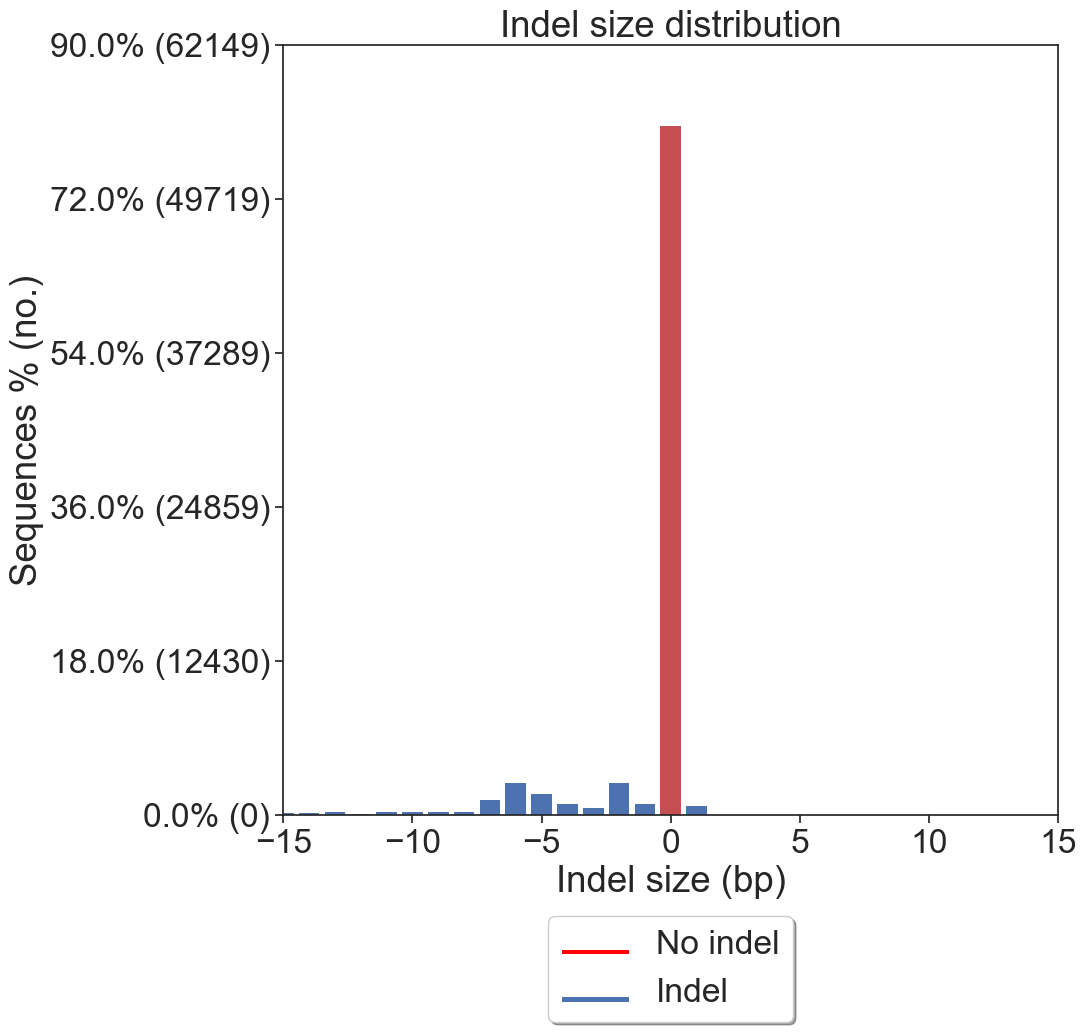 Indel size distribution
90.0% (62149)
72.0% (49719)
54.0% (37289)
36.0% (24859)
18.0% (12430)
0.0% (0)
Sequences % (no.)
−15 −10 −5 0 5 10 15
Indel size (bp)
No indel
Indel